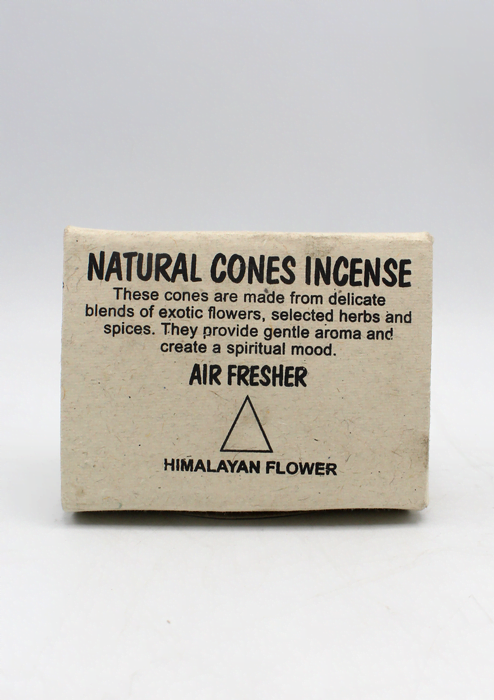 NATURAL CONES INCENSE
These cones are made from delicate
blends of exotic flowers, selected herbs and
spices. They provide gentle aroma and
create a spiritual mood.
AIR FRESHER
HIMALAYAN FLOWER